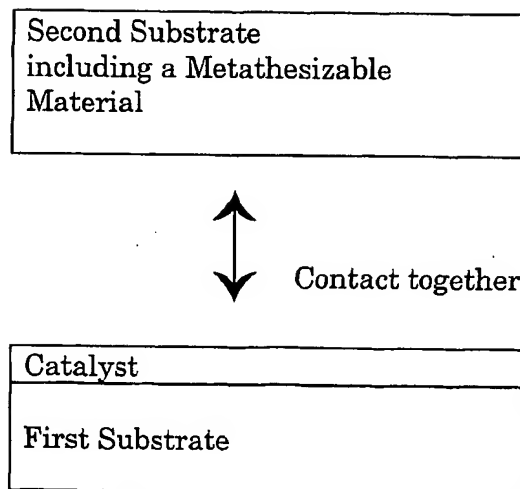 Second Substrate
including a Metathesizable
Material
Contact together
Catalyst
First Substrate